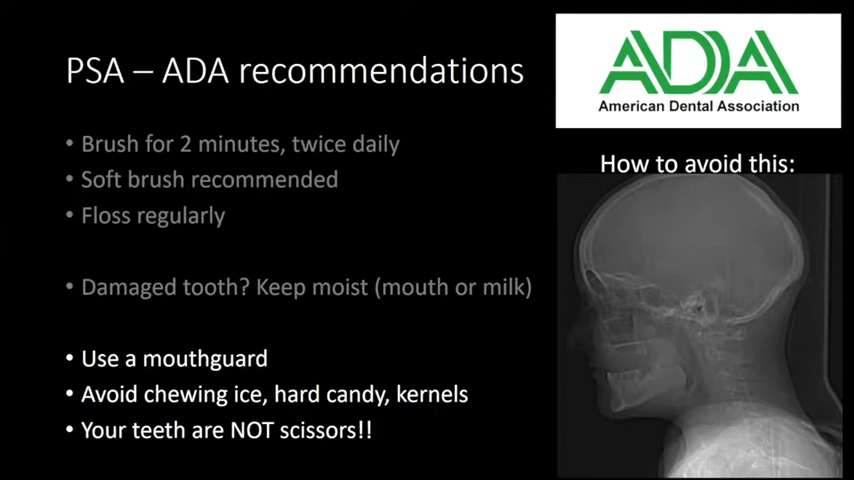 PSA – ADA recommendations
• Brush for 2 minutes, twice daily
• Soft brush recommended
• Floss regularly
• Damaged tooth? Keep moist (mouth or milk)
• Use a mouthguard
• Avoid chewing ice, hard candy, kernels
• Your teeth are NOT scissors!!
ADA
American Dental Association
How to avoid this: